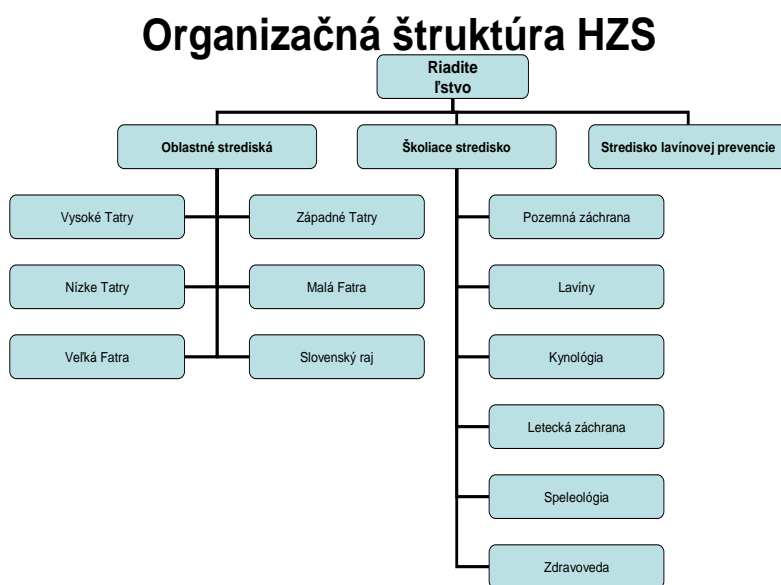 Organizačná štruktúra HZS
Riadite
ľstvo
Oblastné strediská
Školiace stredisko
Stredisko lavínovej prevencie
Vysoké Tatry
Západné Tatry
Pozemná záchrana
Nízke Tatry
Malá Fatra
Lavíny
Veľká Fatra
Slovenský raj
Kynológia
Letecká záchrana
Speleológia
Zdravoveda